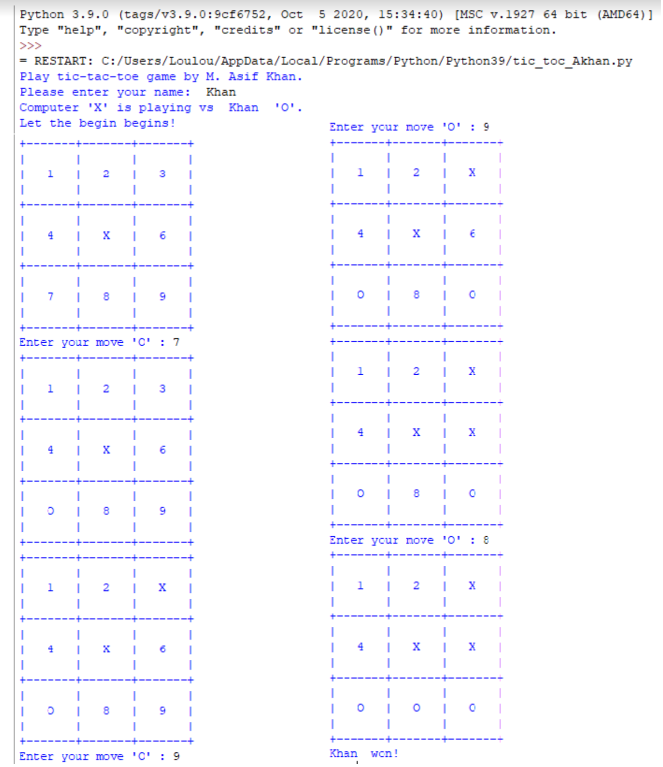 Python 3.9.0 (tags/v3.9.0:9cf6752, Oct  5 2020, 15:34:40) [MSC v.1927 64 bit (AMD64)]
Type "help", "copyright", "credits" or "license()" for more information.
>>>
= RESTART: C:/Users/Loulou/AppData/Local/Programs/Python/Python39/tic_toc_Akhan.py
Play tic-tac-toe game by M. Asif Khan.
Please enter your name:  Khan
Computer 'X' is playing vs  Khan  'O'.
Let the begin begins!
+-------+-------+-------+
|       |       |       |
|   1   |   2   |   3   |
|       |       |       |
+-------+-------+-------+
|       |       |       |
|   4   |   X   |   6   |
|       |       |       |
+-------+-------+-------+
|       |       |       |
|   7   |   8   |   9   |
|       |       |       |
+-------+-------+-------+
Enter your move 'O' : 7
+-------+-------+-------+
|       |       |       |
|   1   |   2   |   3   |
|       |       |       |
+-------+-------+-------+
|       |       |       |
|   4   |   X   |   6   |
|       |       |       |
+-------+-------+-------+
|       |       |       |
|   O   |   8   |   9   |
|       |       |       |
+-------+-------+-------+
+-------+-------+-------+
|       |       |       |
|   1   |   2   |   X   |
|       |       |       |
+-------+-------+-------+
|       |       |       |
|   4   |   X   |   6   |
|       |       |       |
+-------+-------+-------+
|       |       |       |
|   O   |   8   |   9   |
|       |       |       |
+-------+-------+-------+
Enter your move 'O' : 9
Enter your move 'O' : 9
+-------+-------+-------+
|       |       |       |
|   1   |   2   |   X   |
|       |       |       |
+-------+-------+-------+
|       |       |       |
|   4   |   X   |   6   |
|       |       |       |
+-------+-------+-------+
|       |       |       |
|   O   |   8   |   O   |
|       |       |       |
+-------+-------+-------+
+-------+-------+-------+
|       |       |       |
|   1   |   2   |   X   |
|       |       |       |
+-------+-------+-------+
|       |       |       |
|   4   |   X   |   X   |
|       |       |       |
+-------+-------+-------+
|       |       |       |
|   O   |   8   |   O   |
|       |       |       |
+-------+-------+-------+
Enter your move 'O' : 8
+-------+-------+-------+
|       |       |       |
|   1   |   2   |   X   |
|       |       |       |
+-------+-------+-------+
|       |       |       |
|   4   |   X   |   X   |
|       |       |       |
+-------+-------+-------+
|       |       |       |
|   O   |   O   |   O   |
|       |       |       |
+-------+-------+-------+
Khan  won!